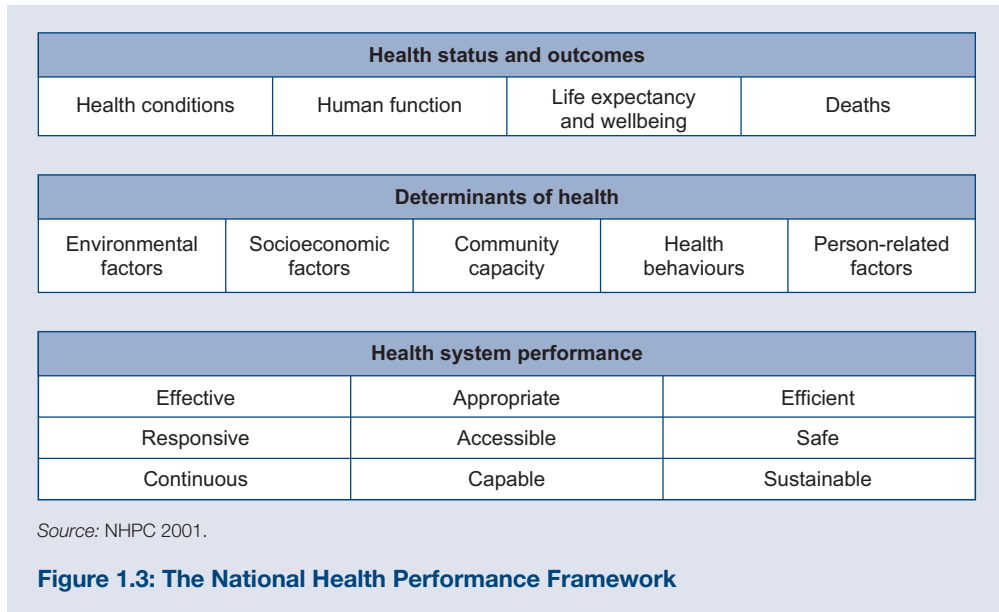 Health status and outcomes
Health conditions
Human function
Life expectancy
and wellbeing
Deaths
Determinants of health
Environmental
factors
Socioeconomic
factors
Community
capacity
Health
behaviours
Person-related
factors
Health system performance
Effective
Appropriate
Efficient
Responsive
Accessible
Safe
Continuous
Capable
Sustainable
Source: NHPC 2001.
Figure 1.3: The National Health Performance Framework